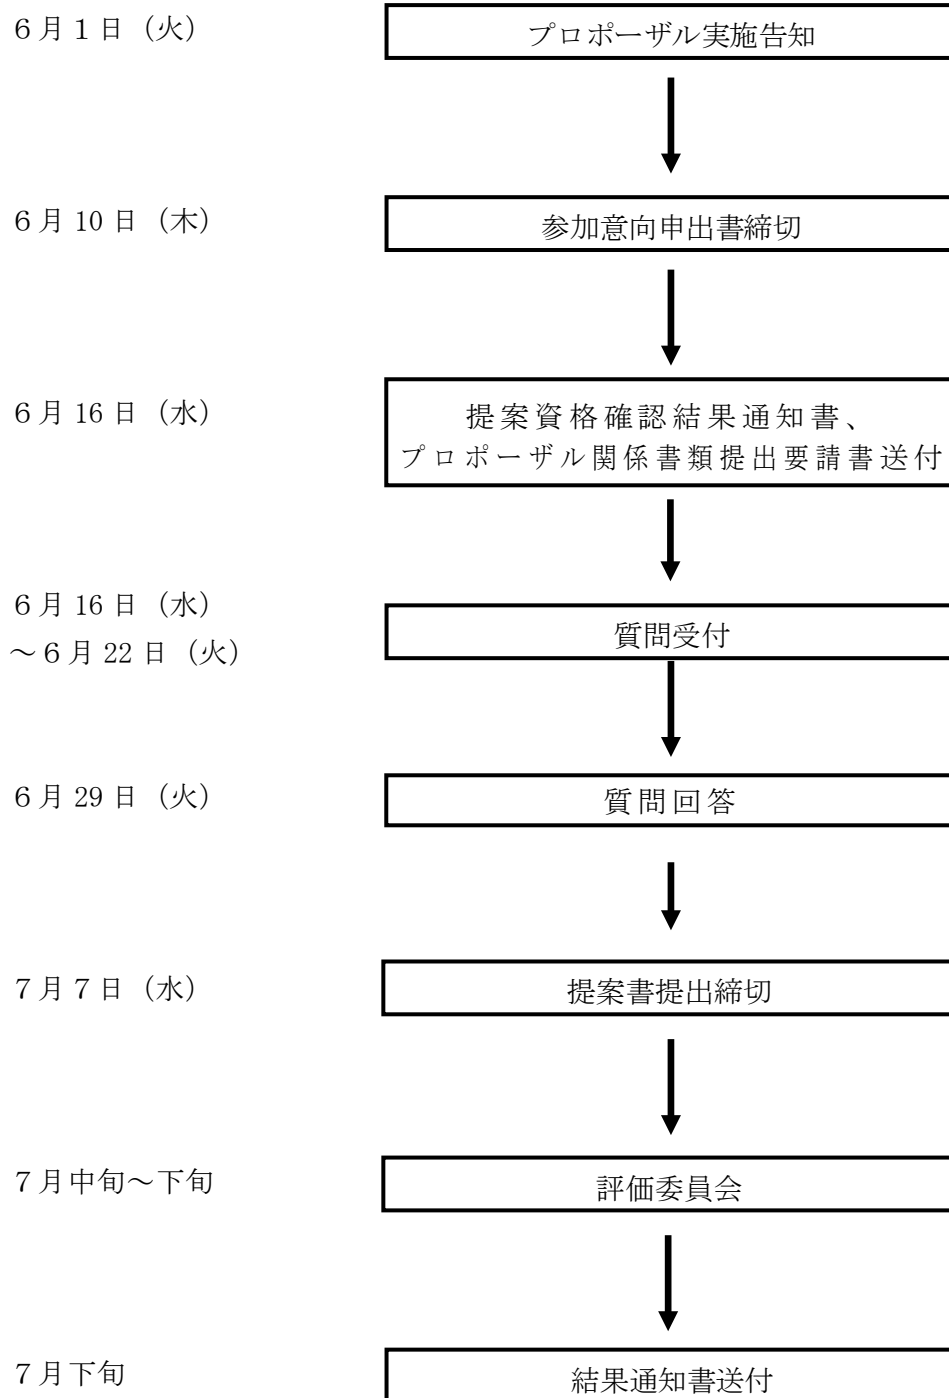 6月1日（火）
プロポーザル実施告知
6月10日（木）
参加意向申出書締切
6月16日（水）
提案資格確認結果通知書、
プロポーザル関係書類提出要請書送付
6月16日（水）
～6月22日（火）
質問受付
6月29日（火）
質問回答
7月7日（水）
提案書提出締切
7月中旬～下旬
評価委員会
7月下旬
結果通知書送付